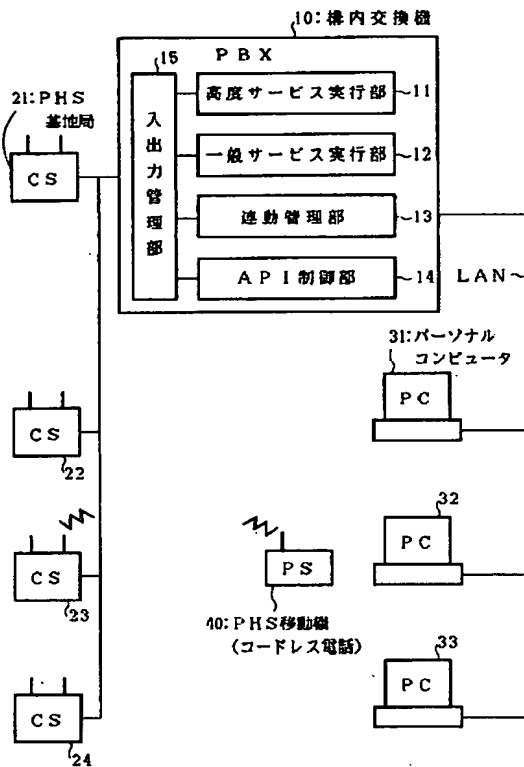 10:構内交換機
PBX
15
21:PHS
基地局
CS
入出力管理部
高度サービス実行部
11
一般サービス実行部
12
連動管理部
13
API制御部
14
LAN
31:パーソナル
コンピュータ
PC
CS
22
32
CS
23
PS
PC
40:PHS移動機
(コードレス電話)
33
CS
24
PC